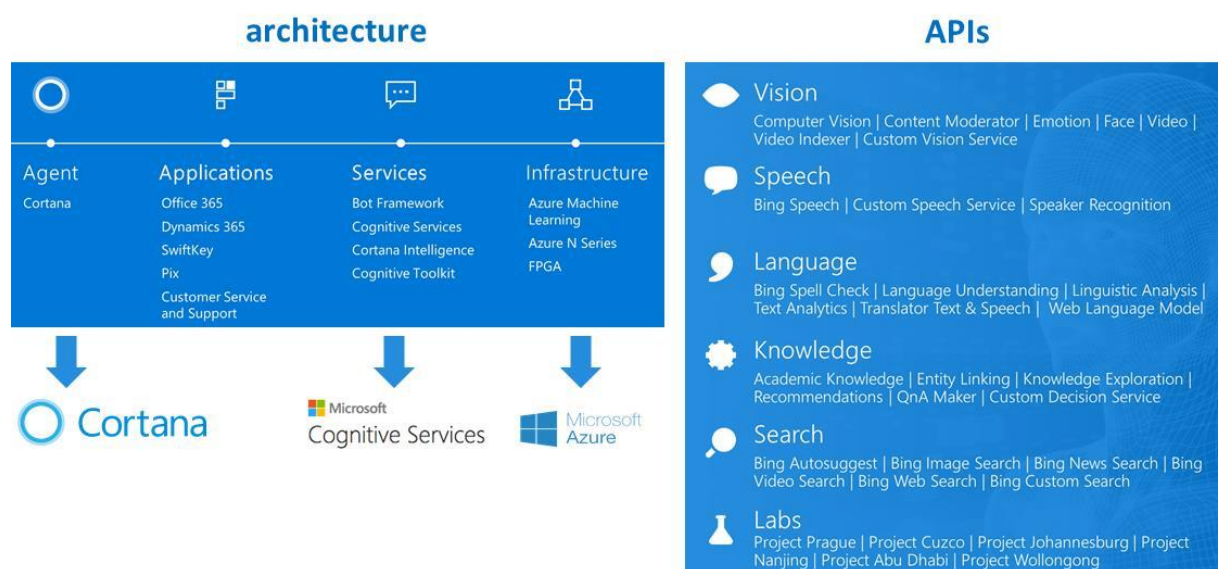 architecture
Agent
Cortana
Applications
Office 365
Dynamics 365
SwiftKey
Pix
Customer Service
and Support
Services
Bot Framework
Cognitive Services
Cortana Intelligence
Cognitive Toolkit
Infrastructure
Azure Machine
Learning
Azure N Series
FPGA
Cortana
Microsoft
Cognitive Services
Microsoft
Azure
APIs
Vision
Computer Vision | Content Moderator | Emotion | Face | Video |
Video Indexer | Custom Vision Service
Speech
Bing Speech | Custom Speech Service | Speaker Recognition
Language
Bing Spell Check | Language Understanding | Linguistic Analysis |
Text Analytics | Translator Text & Speech | Web Language Model
Knowledge
Academic Knowledge | Entity Linking | Knowledge Exploration |
Recommendations | QnA Maker | Custom Decision Service
Search
Bing Autosuggest | Bing Image Search | Bing News Search | Bing
Video Search | Bing Web Search | Bing Custom Search
Labs
Project Prague | Project Cuzco | Project Johannesburg | Project
Nanjing | Project Abu Dhabi | Project Wollongong